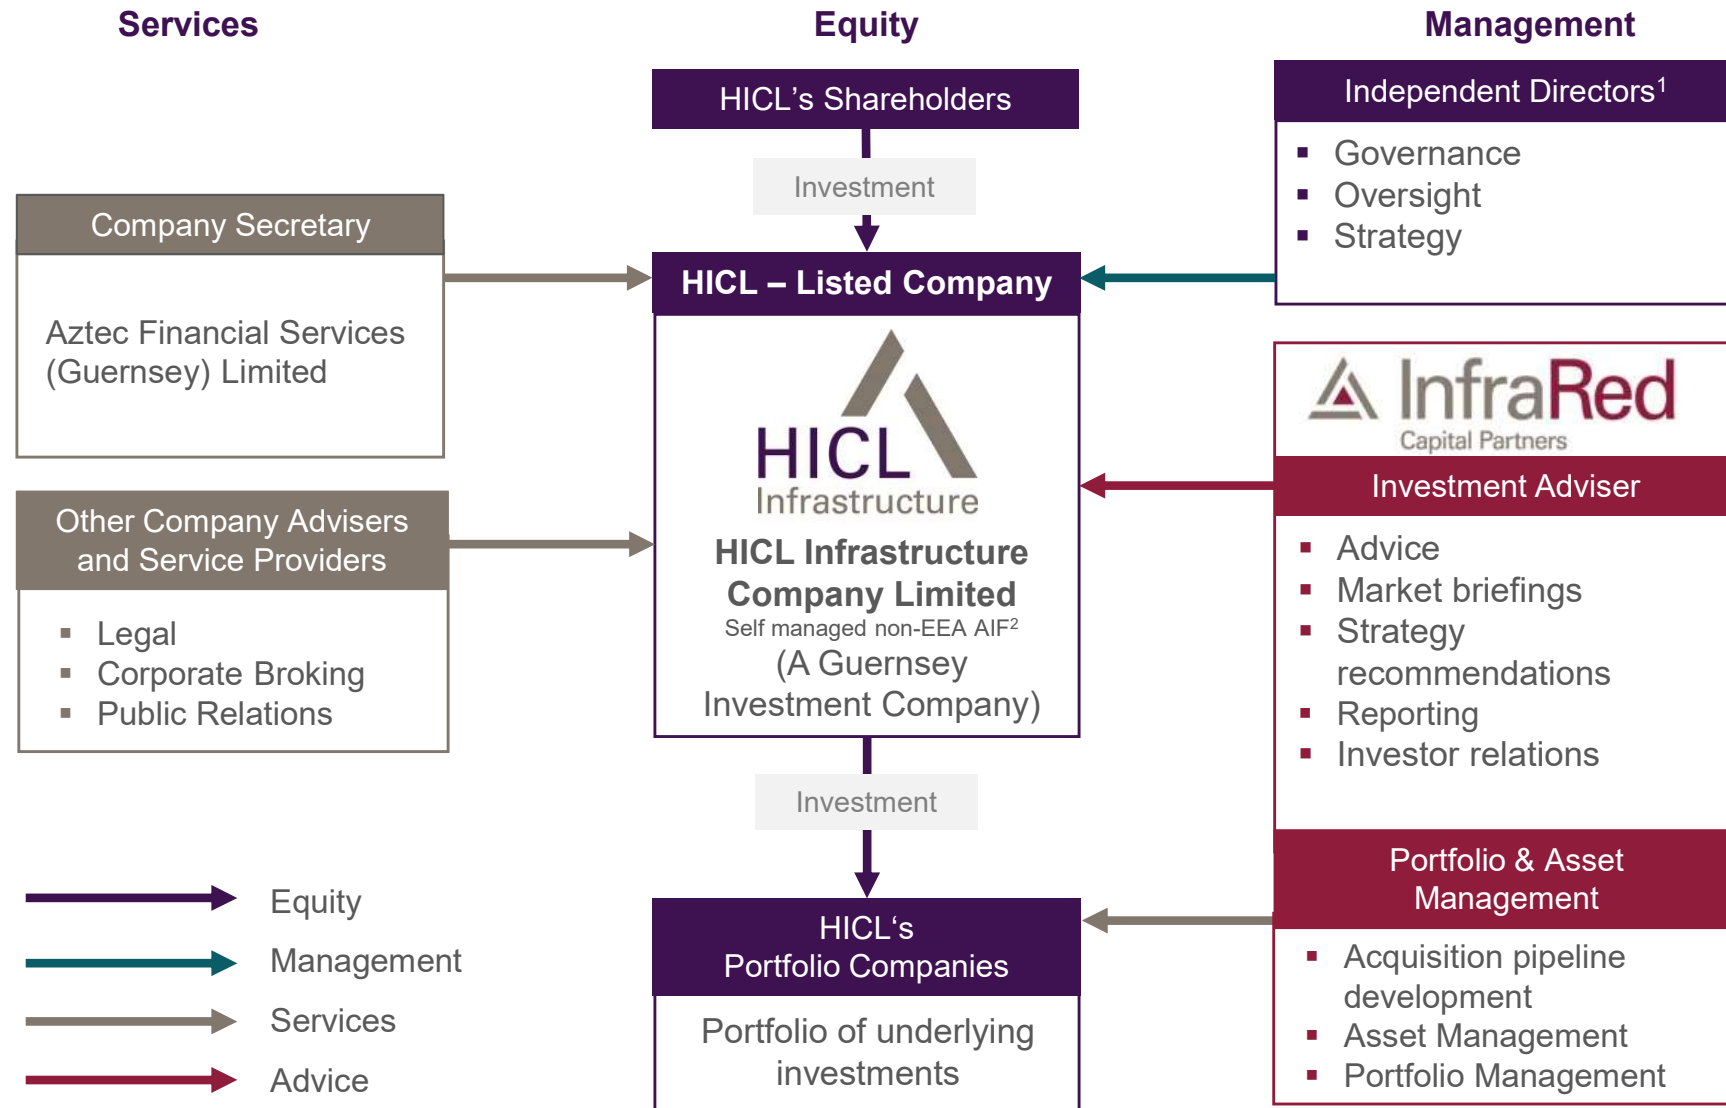 Services
Equity
Management
HICL's Shareholders
Investment
Independent Directors¹
▪ Governance
▪ Oversight
▪ Strategy
Company Secretary
Aztec Financial Services
(Guernsey) Limited
HICL – Listed Company
HICL
Infrastructure
HICL Infrastructure
Company Limited
Self managed non-EEA AIF²
(A Guernsey
Investment Company)
InfraRed
Capital Partners
Investment Adviser
▪ Advice
▪ Market briefings
▪ Strategy
recommendations
▪ Reporting
▪ Investor relations
Other Company Advisers
and Service Providers
▪ Legal
▪ Corporate Broking
▪ Public Relations
Investment
Portfolio & Asset
Management
▪ Acquisition pipeline
development
▪ Asset Management
▪ Portfolio Management
HICL‘s
Portfolio Companies
Portfolio of underlying
investments
Equity
Management
Services
Advice